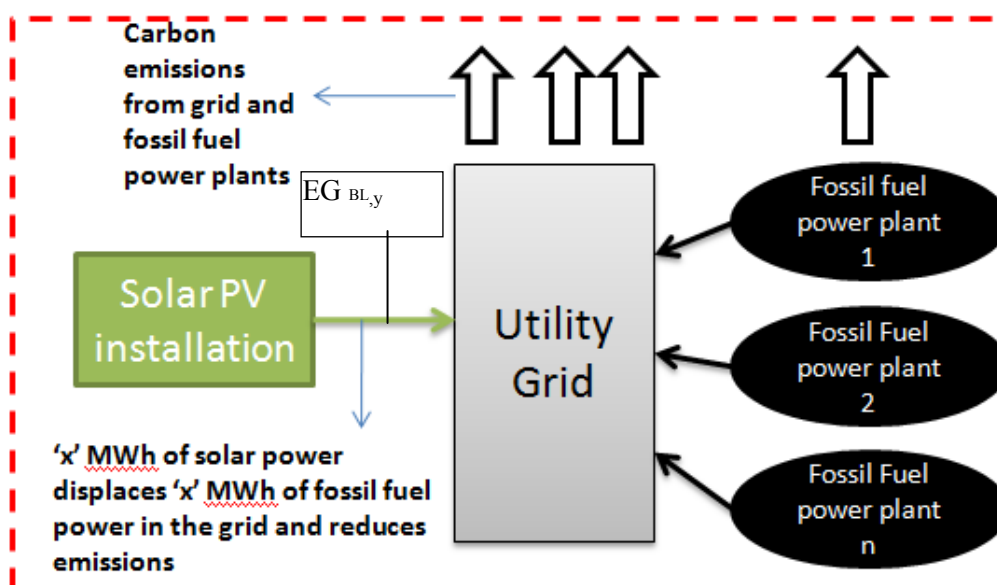 Carbon
emissions
from grid and
fossil fuel
power plants
EG BL,y
Solar PV
installation
Utility
Grid
Fossil fuel
power plant
1
Fossil Fuel
power plant
2
Fossil Fuel
power plant
n
‘x’ MWh of solar power
displaces ‘x’ MWh of fossil fuel
power in the grid and reduces
emissions